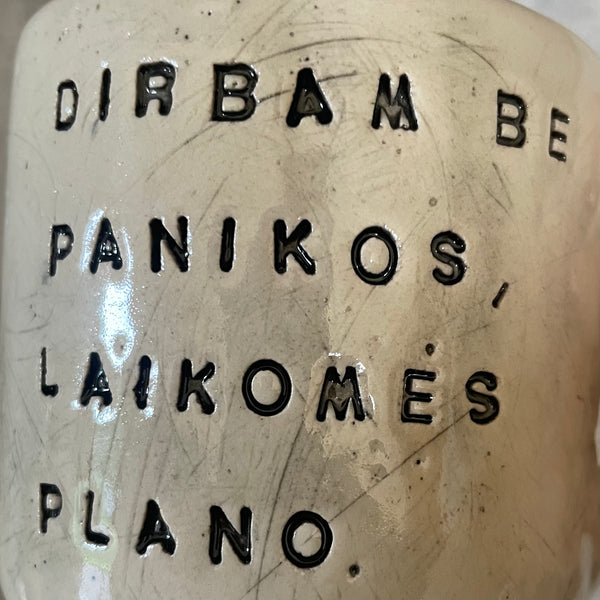 DIRBAM BE
PANIKOS,
LAIKOMĖS
PLANO.